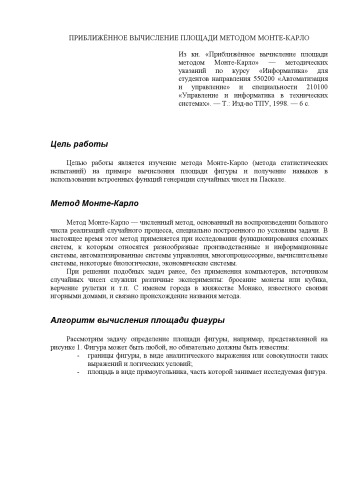 ПРИБЛИЖЁННОЕ ВЫЧИСЛЕНИЕ ПЛОЩАДИ МЕТОДОМ МОНТЕ-КАРЛО
Из кн. «Приближённое вычисление площади
методом Монте-Карло» — методических
указаний по курсу «Информатика» для
студентов направления 550200 «Автоматизация
и управление» и специальности 210100
«Управление и информатика в технических
системах». — Т.: Изд-во ТПУ, 1998. — 6 с.
Цель работы
Целью работы является изучение метода Монте-Карло (метода статистических
испытаний) на примере вычисления площади фигуры и получение навыков в
использовании встроенных функций генерации случайных чисел на Паскале.
Метод Монте-Карло
Метод Монте-Карло — численный метод, основанный на воспроизведении большого
числа реализаций случайного процесса, специально построенного по условиям задачи. В
настоящее время этот метод применяется при исследовании функционирования сложных
систем, к которым относятся разнообразные производственные и информационные
системы, автоматизированные системы управления, многопроцессорные, вычислительные
системы, некоторые биологические, экономические системы.
При решении подобных задач ранее, без применения компьютеров, источником
случайных чисел служили различные эксперименты: бросание монеты или кубика,
верчение рулетки и т.п. С именем города в княжестве Монако, известного своими
игорными домами, и связано происхождение названия метода.
Алгоритм вычисления площади фигуры
Рассмотрим задачу определение площади фигуры, например, представленной на
рисунке 1. Фигура может быть любой, но обязательно должны быть известны:
- границы фигуры, в виде аналитического выражения или совокупности таких
выражений и логических условий;
- площадь в виде прямоугольника, часть которой занимает исследуемая фигура.